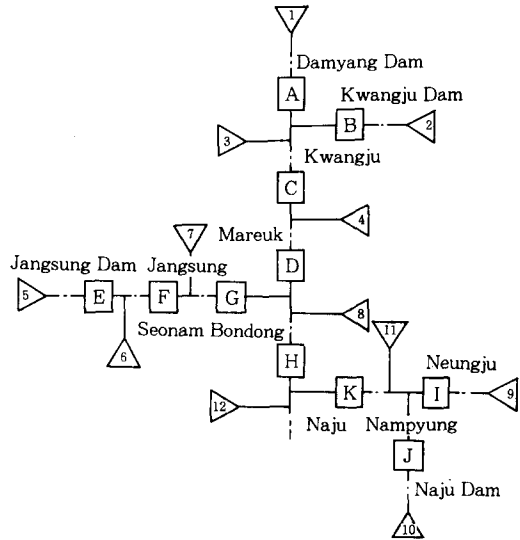 1
Damyang Dam
A
Kwangju Dam
B
2
3
Kwangju
C
4
7
Mareuk
D
Jangsung Dam
Jangsung
5
E
F
G
8
Seonam Bondong
6
11
H
Neungju
12
K
I
9
Naju
Nampyung
J
Naju Dam
10